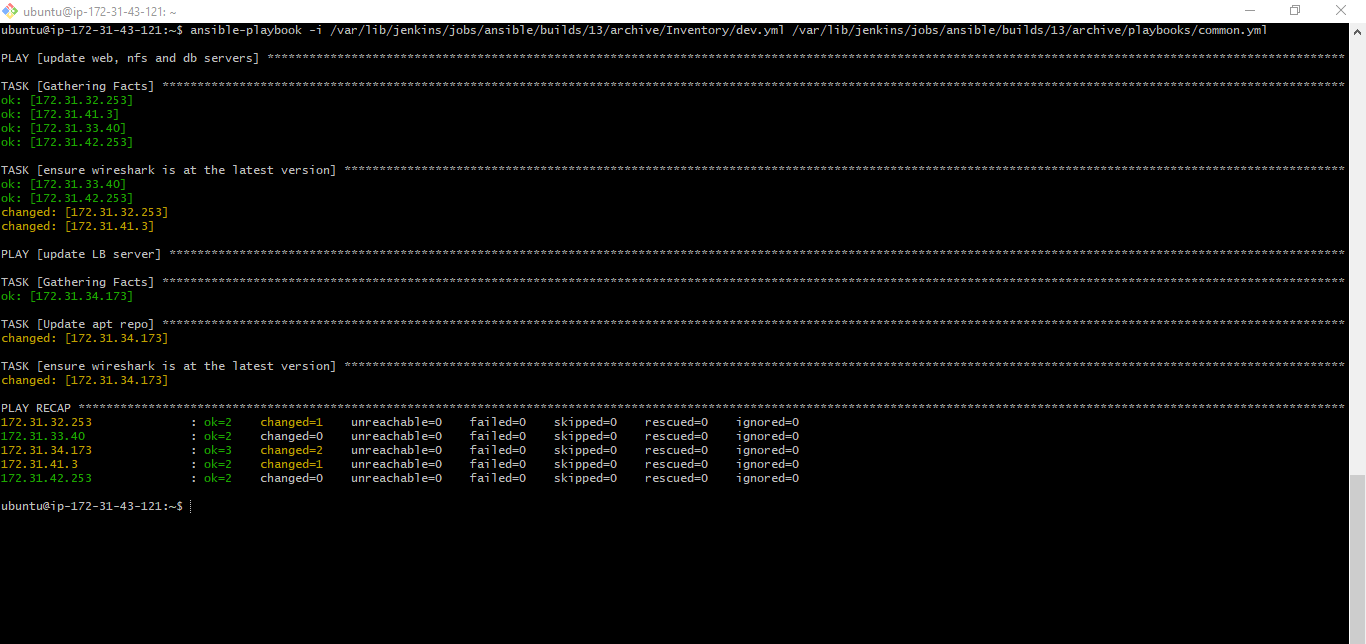 ubuntu@ip-172-31-43-121: ~
ubuntu@ip-172-31-43-121:~$ ansible-playbook -i /var/lib/jenkins/jobs/ansible/builds/13/archive/Inventory/dev.yml /var/lib/jenkins/jobs/ansible/builds/13/archive/playbooks/common.yml
PLAY [update web, nfs and db servers] **********************************************************************************************************************************************************
TASK [Gathering Facts] *************************************************************************************************************************************************************************
ok: [172.31.32.253]
ok: [172.31.41.3]
ok: [172.31.33.40]
ok: [172.31.42.253]
TASK [ensure wireshark is at the latest version] ***********************************************************************************************************************************************
ok: [172.31.33.40]
ok: [172.31.42.253]
changed: [172.31.32.253]
changed: [172.31.41.3]
PLAY [update LB server] ************************************************************************************************************************************************************************
TASK [Gathering Facts] *************************************************************************************************************************************************************************
ok: [172.31.34.173]
TASK [Update apt repo] *************************************************************************************************************************************************************************
changed: [172.31.34.173]
TASK [ensure wireshark is at the latest version] ***********************************************************************************************************************************************
changed: [172.31.34.173]
PLAY RECAP *************************************************************************************************************************************************************************************
172.31.32.253 : ok=2 changed=1 unreachable=0 failed=0 skipped=0 rescued=0 ignored=0
172.31.33.40 : ok=2 changed=0 unreachable=0 failed=0 skipped=0 rescued=0 ignored=0
172.31.34.173 : ok=3 changed=2 unreachable=0 failed=0 skipped=0 rescued=0 ignored=0
172.31.41.3 : ok=2 changed=1 unreachable=0 failed=0 skipped=0 rescued=0 ignored=0
172.31.42.253 : ok=2 changed=0 unreachable=0 failed=0 skipped=0 rescued=0 ignored=0
ubuntu@ip-172-31-43-121:~$